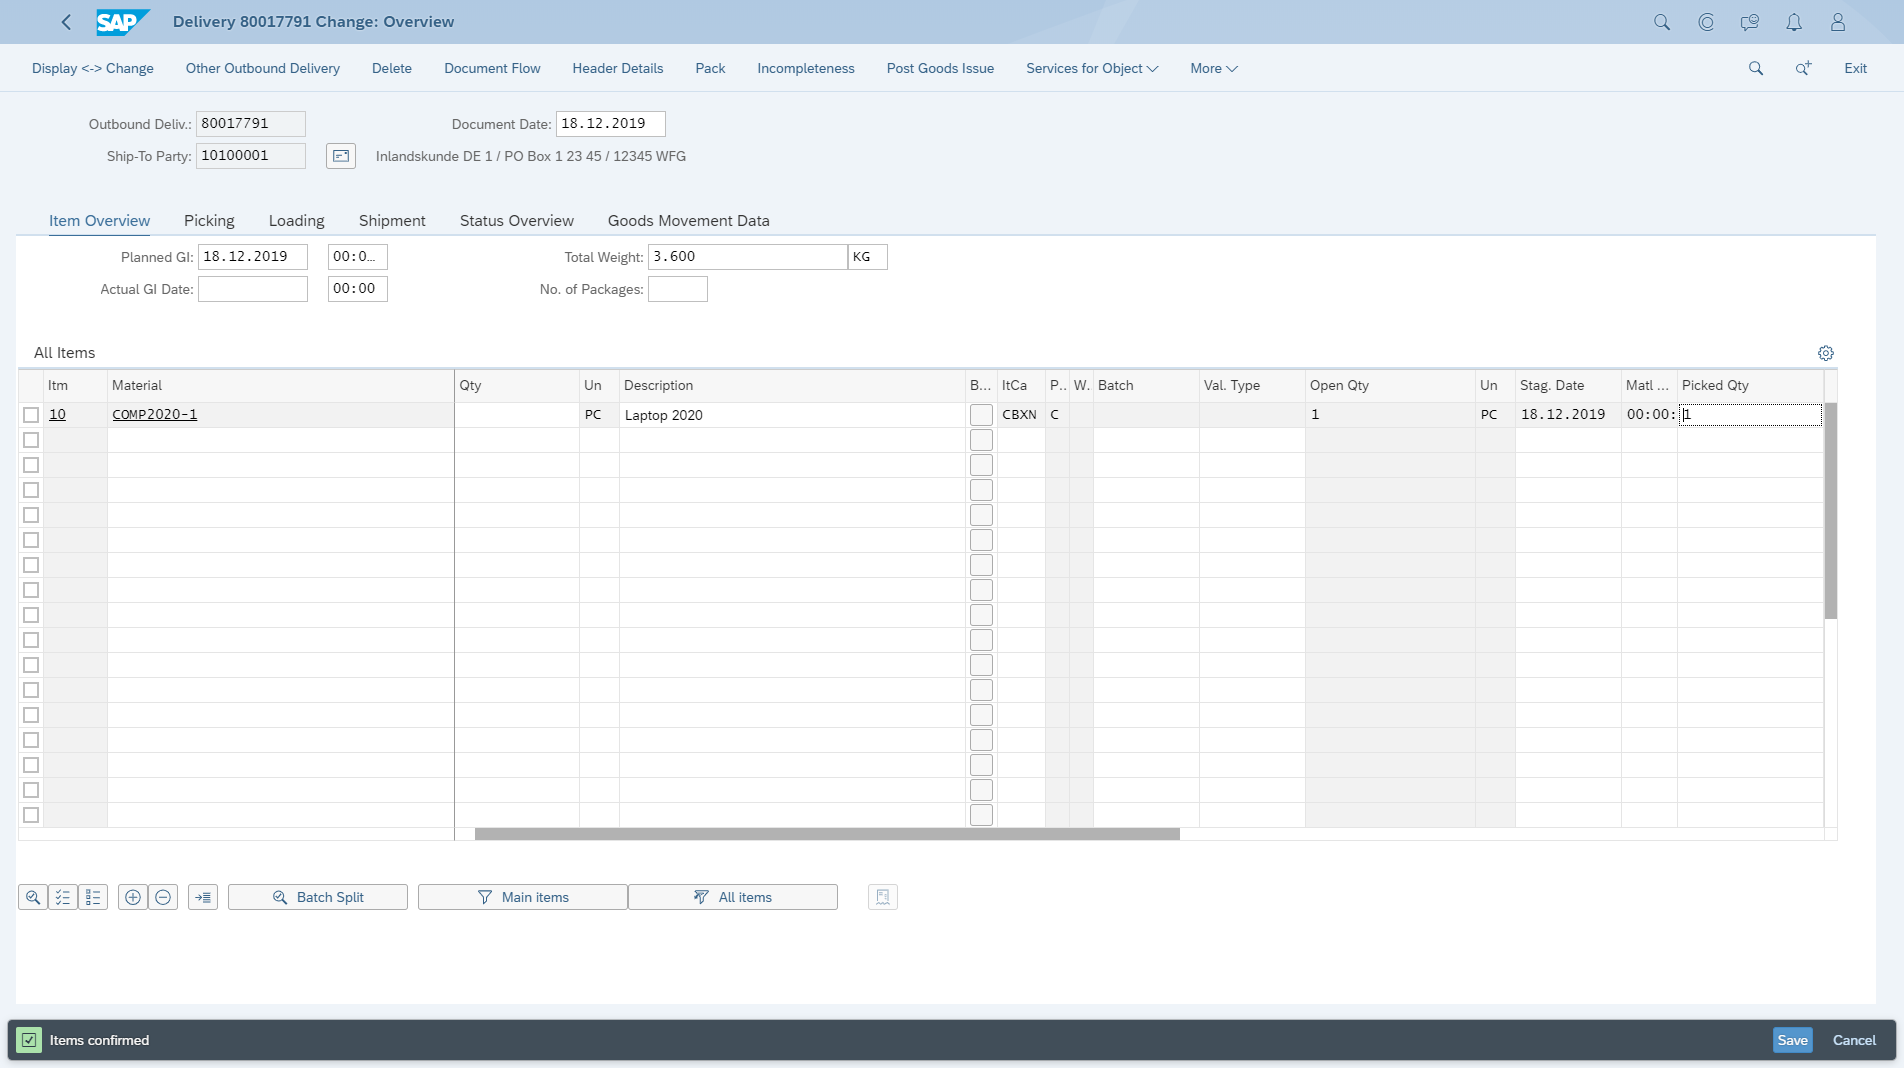 SAP Delivery 80017791 Change: Overview
Display <-> Change Other Outbound Delivery Delete Document Flow Header Details Pack Incompleteness Post Goods Issue Services for Object More Exit
Outbound Deliv.: 80017791 Document Date: 18.12.2019
Ship-To Party: 10100001 Inlandskunde DE 1 / PO Box 1 23 45 / 12345 WFG
Item Overview Picking Loading Shipment Status Overview Goods Movement Data
Planned GI: 18.12.2019 00:0... Total Weight: 3.600 KG
Actual GI Date: 00:00 No. of Packages:
All Items
Itm Material Qty Un Description B... ItCa P.. W. Batch Val. Type Open Qty Un Stag. Date Matl ... Picked Qty
10 COMP2020-1 PC Laptop 2020 CBXN C 1 PC 18.12.2019 00:00: 1
Batch Split Main items All items
Items confirmed Save Cancel